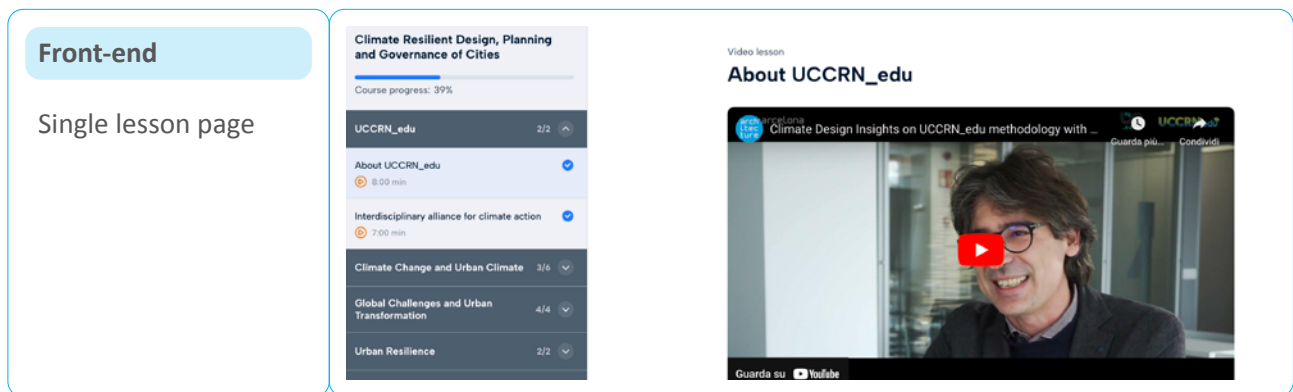 Front-end
Single lesson page
Climate Resilient Design, Planning
and Governance of Cities
Course progress: 39%
UCCRN_edu 2/2
About UCCRN_edu
8:00 min
Interdisciplinary alliance for climate action
7:00 min
Climate Change and Urban Climate 3/6
Global Challenges and Urban
Transformation 4/4
Urban Resilience 2/2
Video lesson
About UCCRN_edu
Climate Design Insights on UCCRN_edu methodology with ...
Guarda più... Condividi
Guarda su YouTube